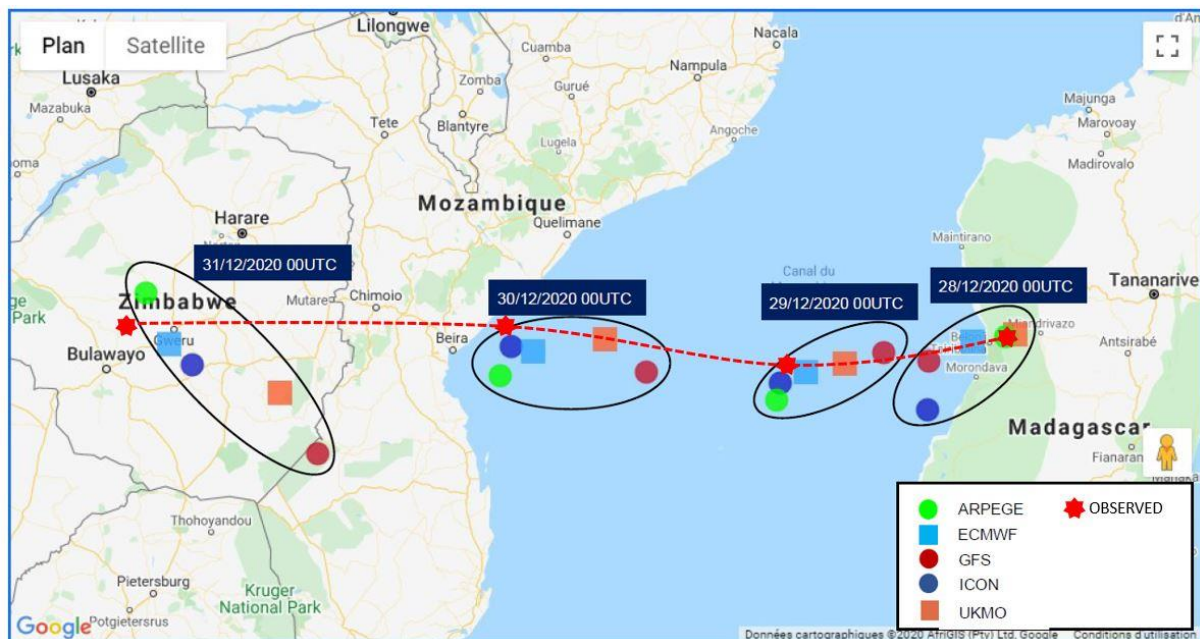 Plan
Satellite
Lilongwe
Nacala
d'Am
Kafue
Cuamba
Nampula
Lusaka
Mazabuka
Zomba
Gurué
Majunga
Marovoay
Tete
Blantyre
Lugela
Angoche
Madirovalo
Mozambique
Harare
Quelimane
Maintirano
31/12/2020 00UTC
Canal du
Tananarive
30/12/2020 00UTC
29/12/2020 00UTC
28/12/2020 00UTC
Zimbabwe
Mutare
Chimoio
Park
Gweru
Miandrivazo
Bulawayo
Beira
Antsirabé
Morondava
Madagascar
Fianaran
ARPEGE
OBSERVED
ECMWF
Thohoyandou
GFS
ICON
Pietersburg
Kruger
National Park
UKMO
Google
Potgietersrus
Données cartographiques ©2020 AfriGIS (Pty) Ltd, Google
Conditions d'utilisation